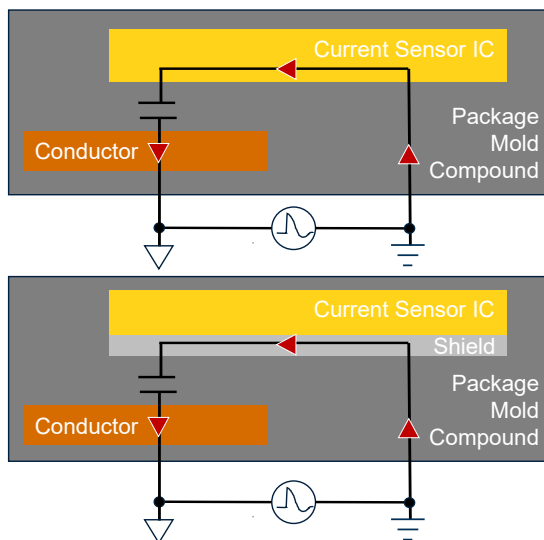 Current Sensor IC
Package
Mold
Compound
Conductor
Current Sensor IC
Shield
Package
Mold
Compound
Conductor